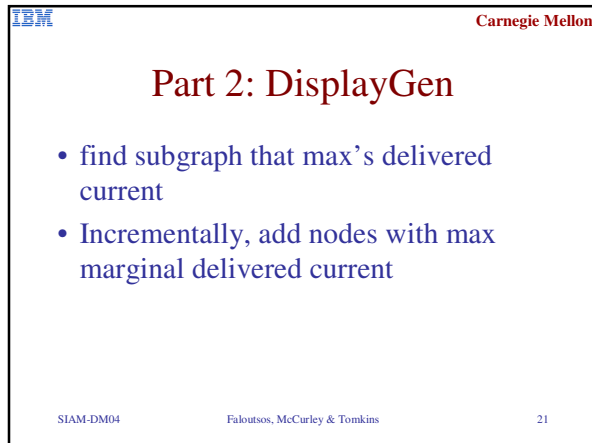 IBM
Carnegie Mellon
Part 2: DisplayGen
• find subgraph that max's delivered
current
• Incrementally, add nodes with max
marginal delivered current
SIAM-DM04 Faloutsos, McCurley & Tomkins 21